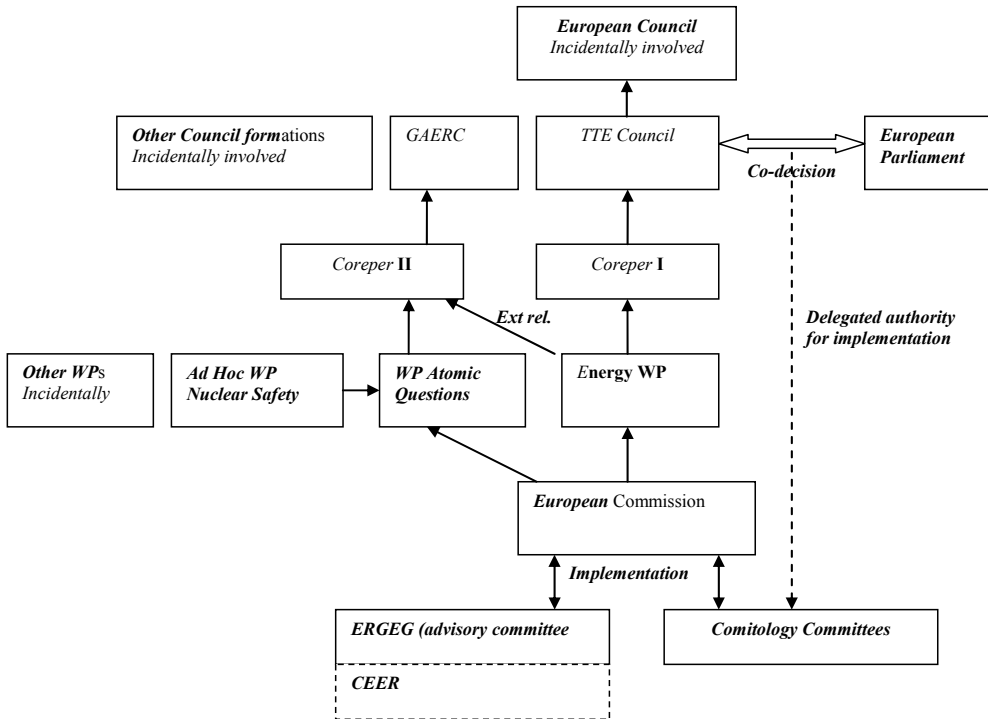 European Council
Incidentally involved
Other Council formations
Incidentally involved
GAERC
TTE Council
European
Parliament
Co-decision
Coreper II
Coreper I
Ext rel.
Delegated authority
for implementation
Other WPs
Incidentally
Ad Hoc WP
Nuclear Safety
WP Atomic
Questions
Energy WP
European Commission
Implementation
ERGEG (advisory committee
Comitology Committees
CEER